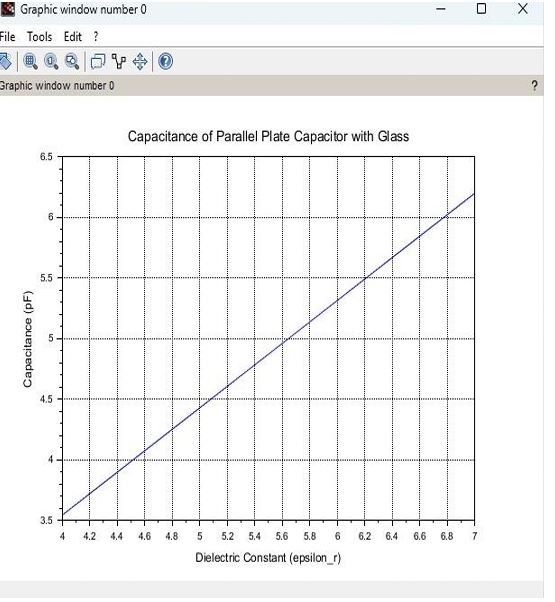 Graphic window number 0
File Tools Edit ?
Graphic window number 0 ?
Capacitance of Parallel Plate Capacitor with Glass
6.5
6
5.5
5
4.5
4
3.5
Capacitance (pF)
4 4.2 4.4 4.6 4.8 5 5.2 5.4 5.6 5.8 6 6.2 6.4 6.6 6.8 7
Dielectric Constant (epsilon_r)